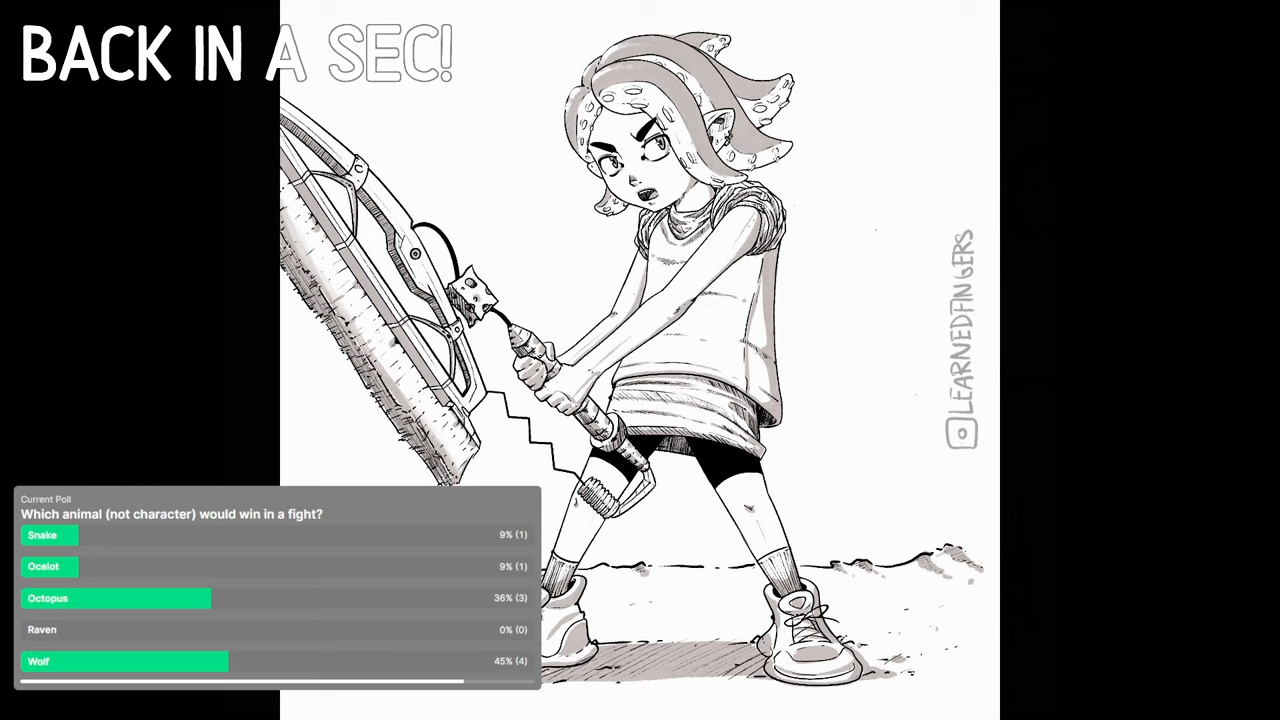 BACK IN A SEC!
LEARNEDFINGERS
Current Poll
Which animal (not character) would win in a fight?
Snake 9% (1)
Ocelot 9% (1)
Octopus 36% (3)
Raven 0% (0)
Wolf 45% (4)